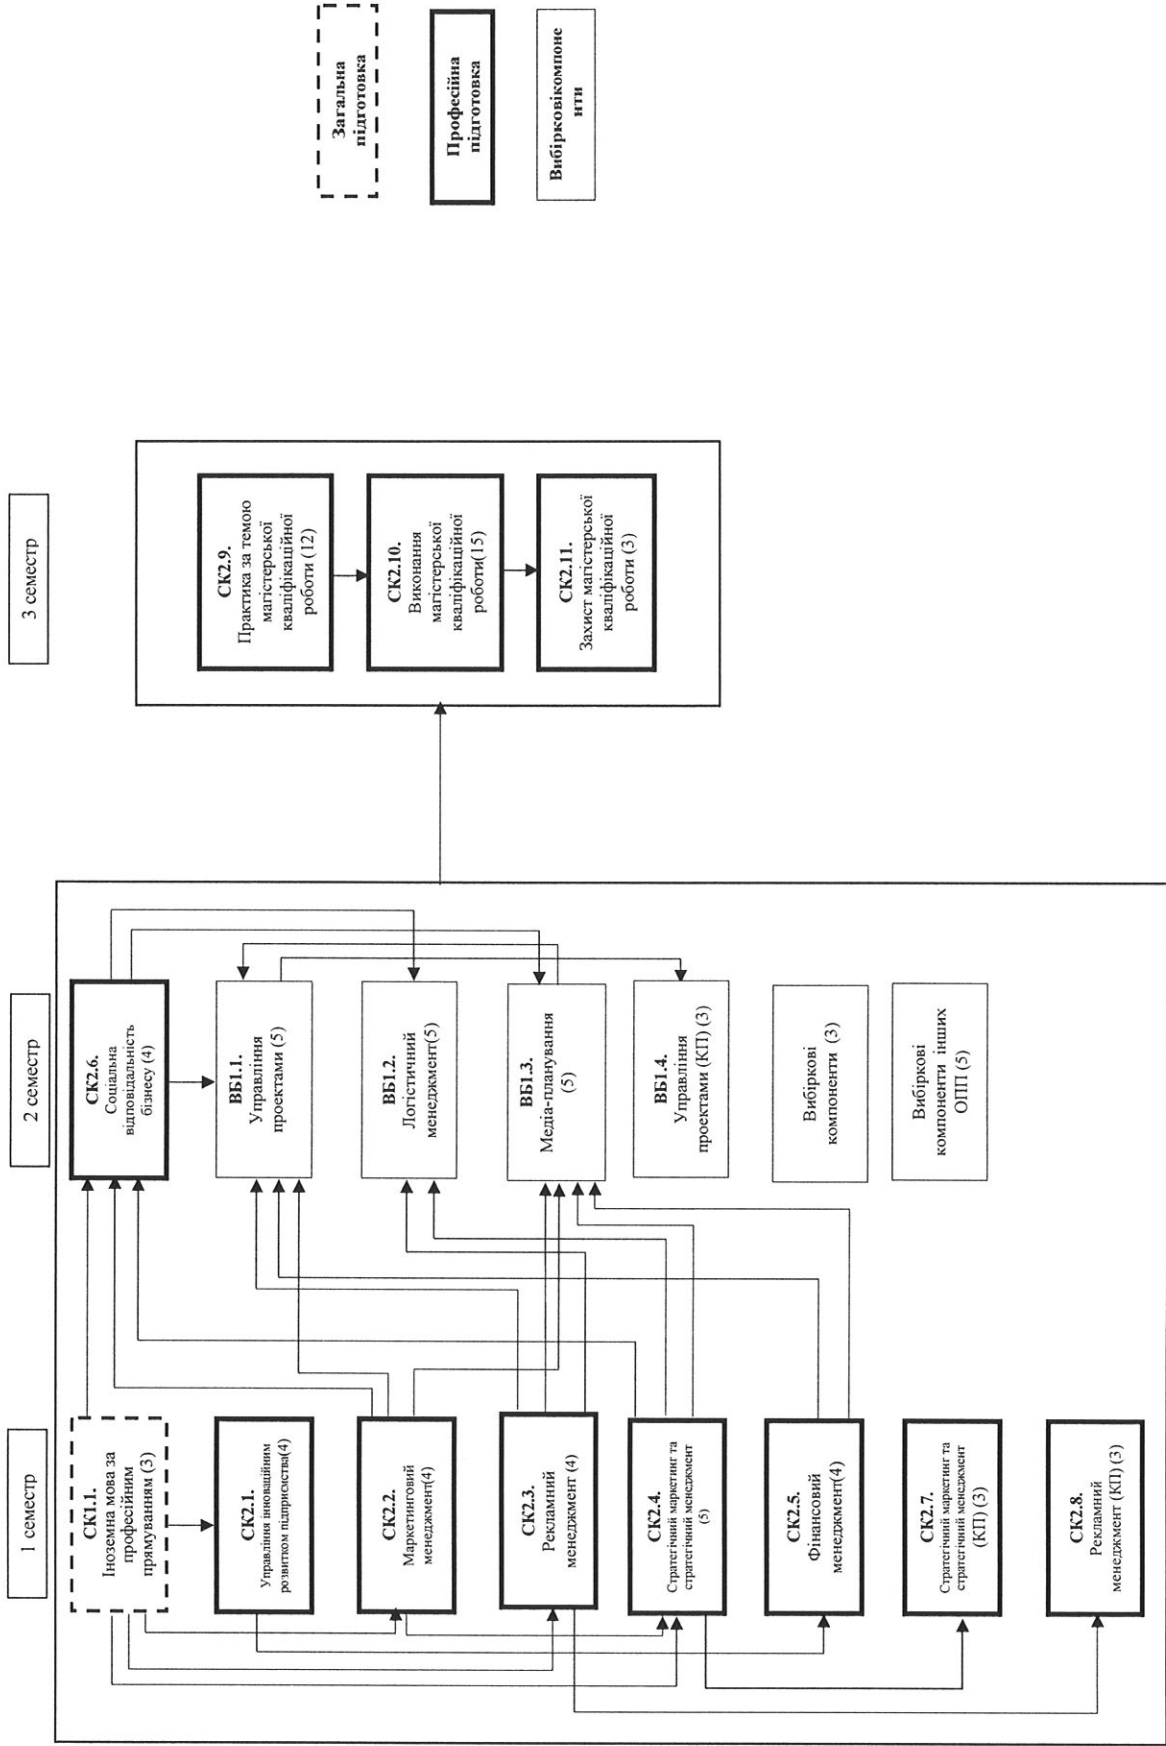 1 семестр
СК1.1.
Іноземна мова за
професійним
прямуванням (3)
СК2.1.
Управління інноваційним
розвитком підприємства(4)
СК2.2.
Маркетинговий
менеджмент(4)
СК2.3.
Рекламний
менеджмент (4)
СК2.4.
Стратегічний маркетинг та
стратегічний менеджмент
(5)
СК2.5.
Фінансовий
менеджмент(4)
СК2.7.
Стратегічний маркетинг та
стратегічний менеджмент
(КП) (3)
СК2.8.
Рекламний
менеджмент (КП) (3)
2 семестр
СК2.6.
Соціальна
відповідальність
бізнесу (4)
ВБ1.1.
Управління
проектами (5)
ВБ1.2.
Логістичний
менеджмент(5)
ВБ1.3.
Медіа-планування
(5)
ВБ1.4.
Управління
проектами (КП) (3)
Вибіркові
компоненти (3)
Вибіркові
компоненти інших
ОПП (5)
3 семестр
СК2.9.
Практика за темою
магістерської
кваліфікаційної
роботи (12)
СК2.10.
Виконання
магістерської
кваліфікаційної
роботи(15)
СК2.11.
Захист магістерської
кваліфікаційної
роботи (3)
Загальна
підготовка
Професійна
підготовка
Вибірковікомпоне
нти